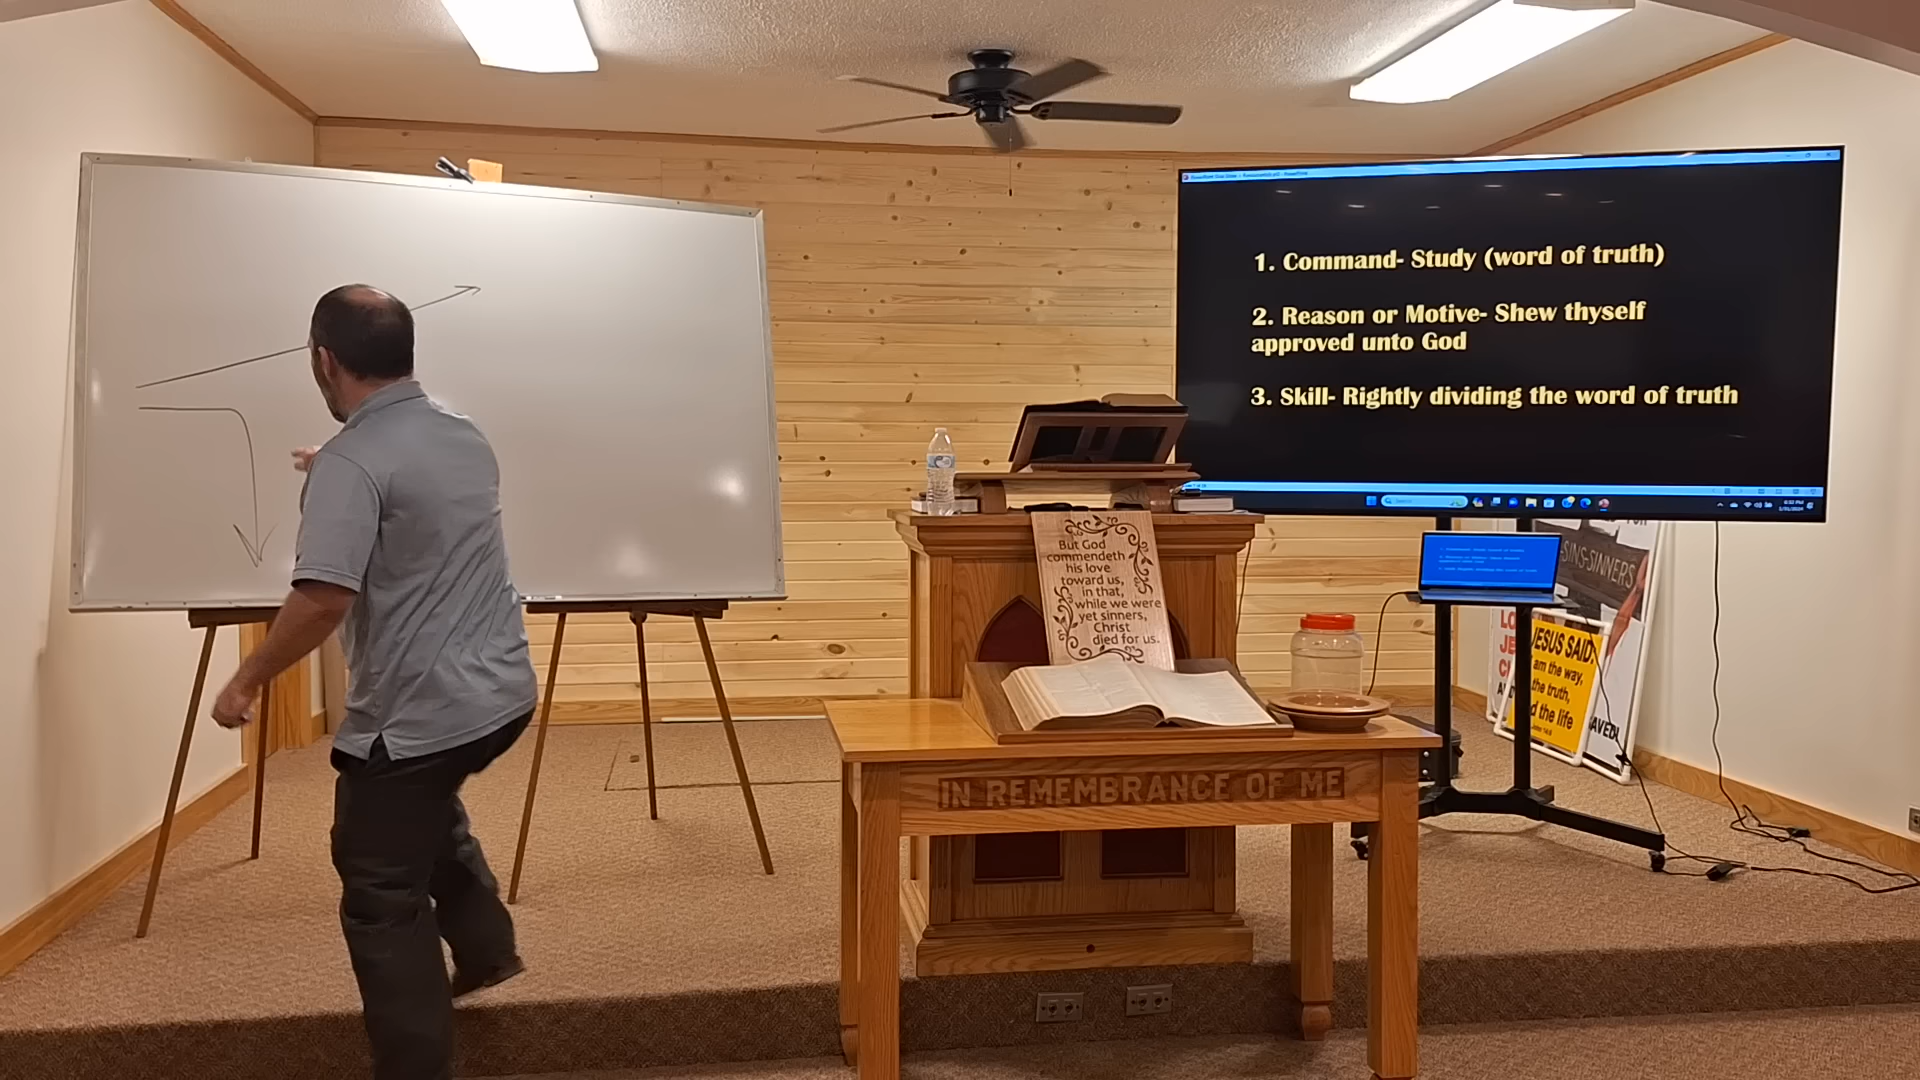 1. Command- Study (word of truth)
2. Reason or Motive- Shew thyself
approved unto God
3. Skill- Rightly dividing the word of truth
But God
commendeth
his love
toward us,
in that,
while we were
yet sinners,
Christ
died for us.
IN REMEMBRANCE OF ME
SINS-SINNERS
JESUS SAID:
I am the way,
the truth,
the life